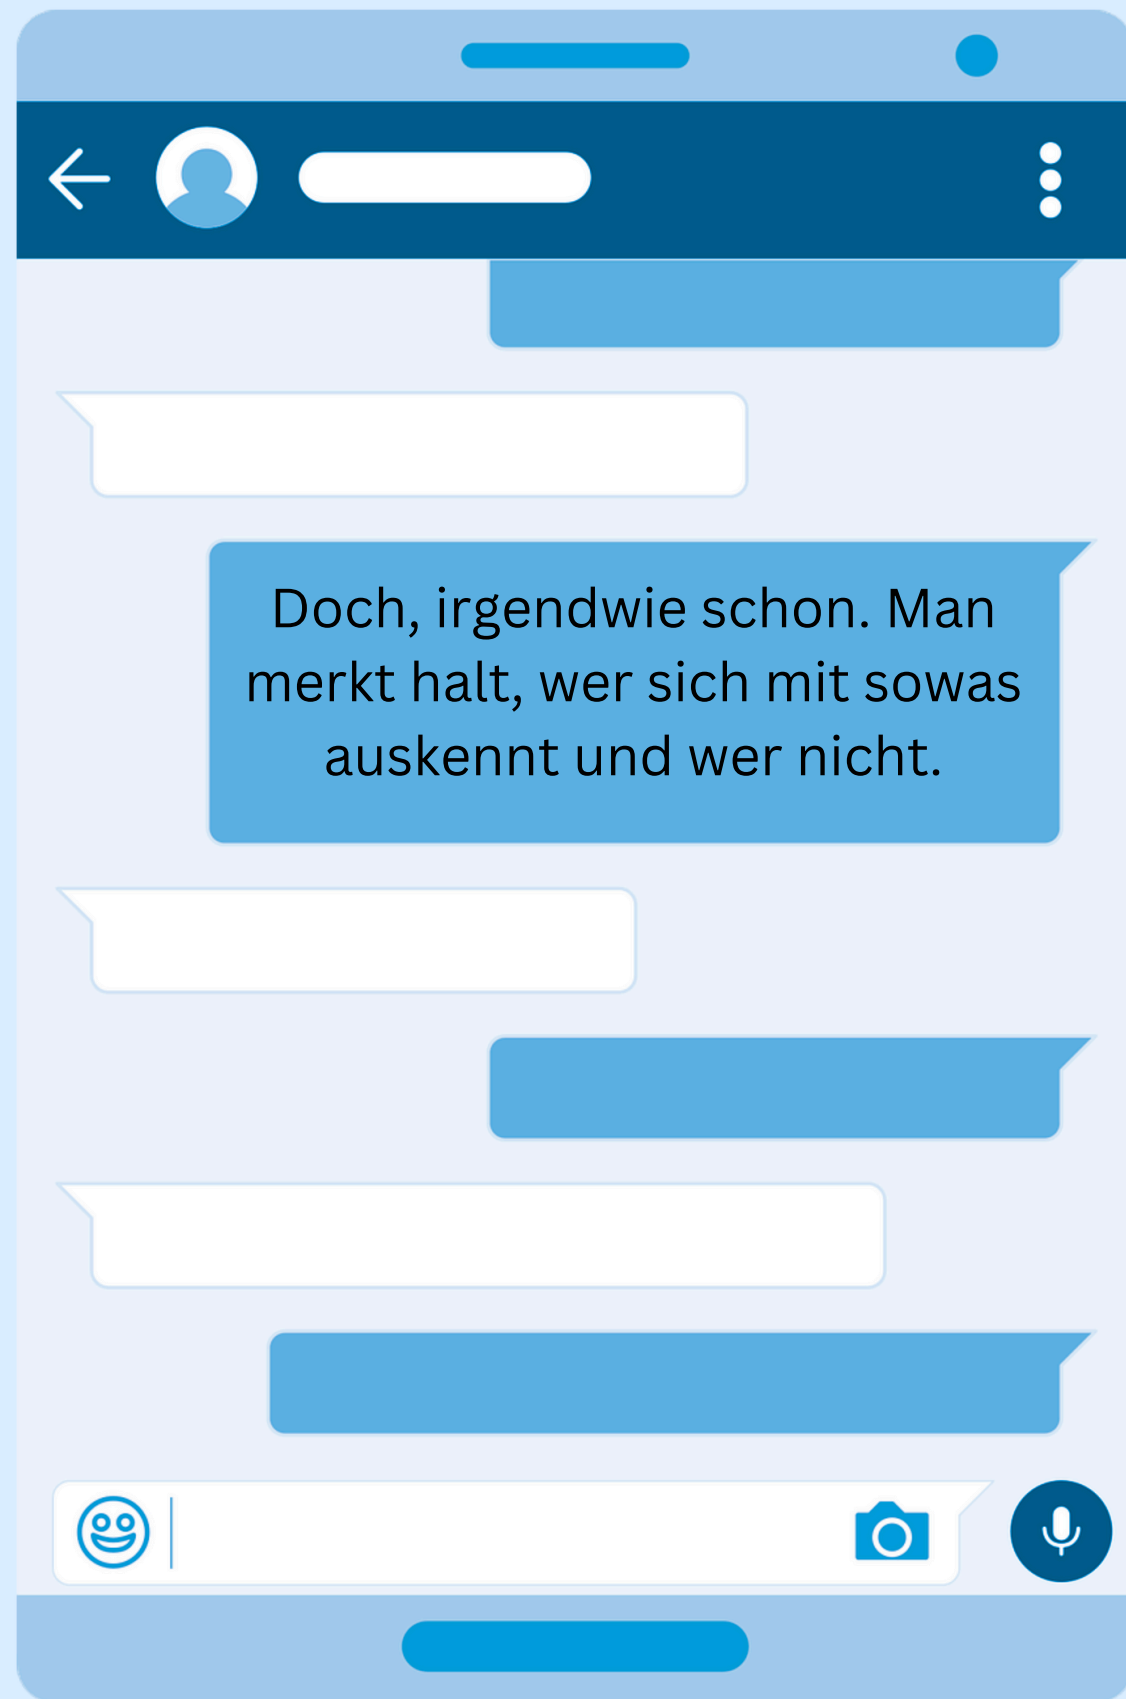 Doch, irgendwie schon. Man
merkt halt, wer sich mit sowas
auskennt und wer nicht.